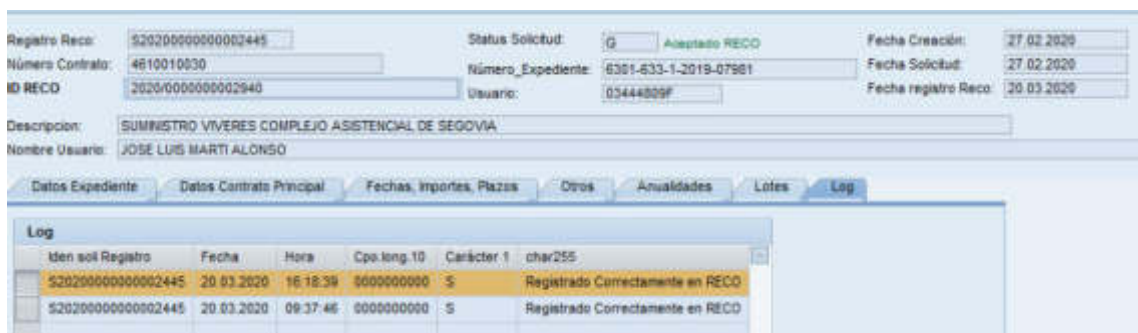 Registro Reco: S20200000000002445 Status Solicitud: G Aceptado RECO Fecha Creación: 27.02.2020
Número Contrato: 4610010030 Número_Expediente: 6301-633-1-2019-07981 Fecha Solicitud: 27.02.2020
ID RECO 2020/0000000002940 Usuario: 03444809F Fecha registro Reco: 20.03.2020
Descripcion: SUMINISTRO VIVERES COMPLEJO ASISTENCIAL DE SEGOVIA
Nombre Usuario: JOSE LUIS MARTI ALONSO
Datos Expediente Datos Contrato Principal Fechas, Importes, Plazos Otros Anualidades Lotes Log
Log
Iden sol Registro Fecha Hora Cpo.long.10 Carácter 1 char255
S20200000000002445 20.03.2020 16:18:39 0000000000 S Registrado Correctamente en RECO
S20200000000002445 20.03.2020 09:37:46 0000000000 S Registrado Correctamente en RECO